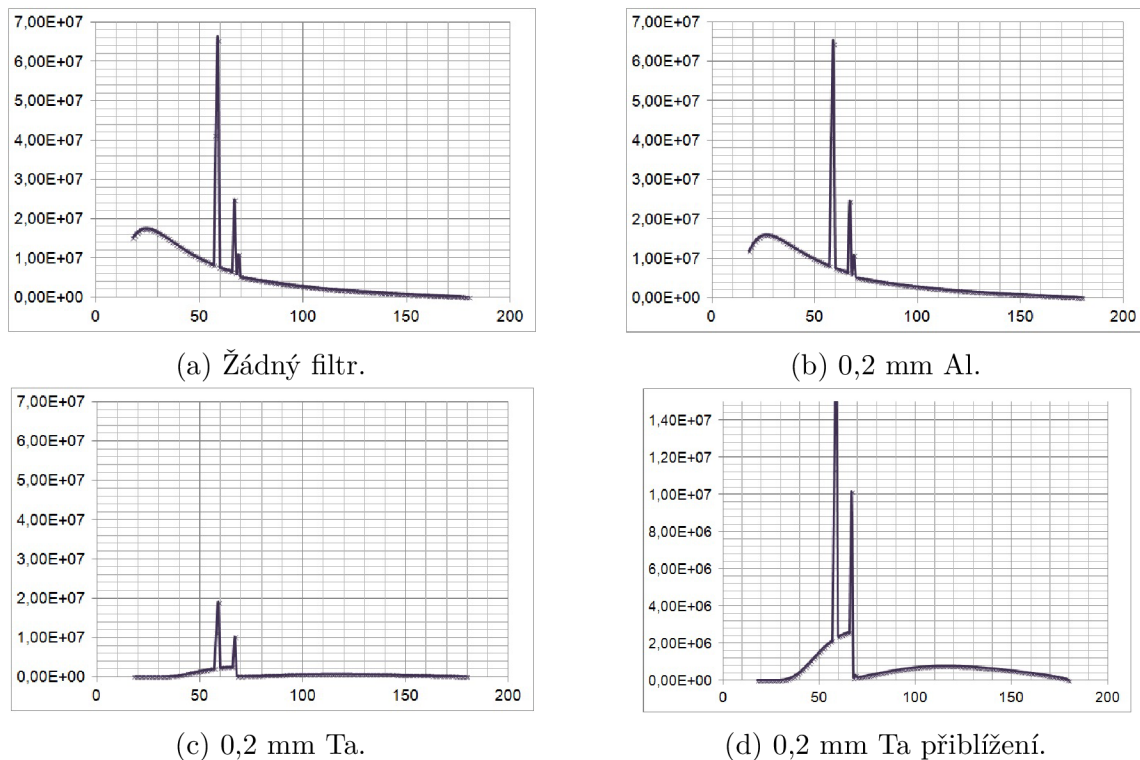 7,00E+07
6,00E+07
5,00E+07
4,00E+07
3,00E+07
2,00E+07
1,00E+07
0,00E+00
0 50 100 150 200
(a) Žádný filtr.
7,00E+07
6,00E+07
5,00E+07
4,00E+07
3,00E+07
2,00E+07
1,00E+07
0,00E+00
0 50 100 150 200
(b) 0,2 mm Al.
7,00E+07
6,00E+07
5,00E+07
4,00E+07
3,00E+07
2,00E+07
1,00E+07
0,00E+00
0 50 100 150 200
(c) 0,2 mm Ta.
1,40E+07
1,20E+07
1,00E+07
8,00E+06
6,00E+06
4,00E+06
2,00E+06
0,00E+00
0 50 100 150 200
(d) 0,2 mm Ta přiblížení.